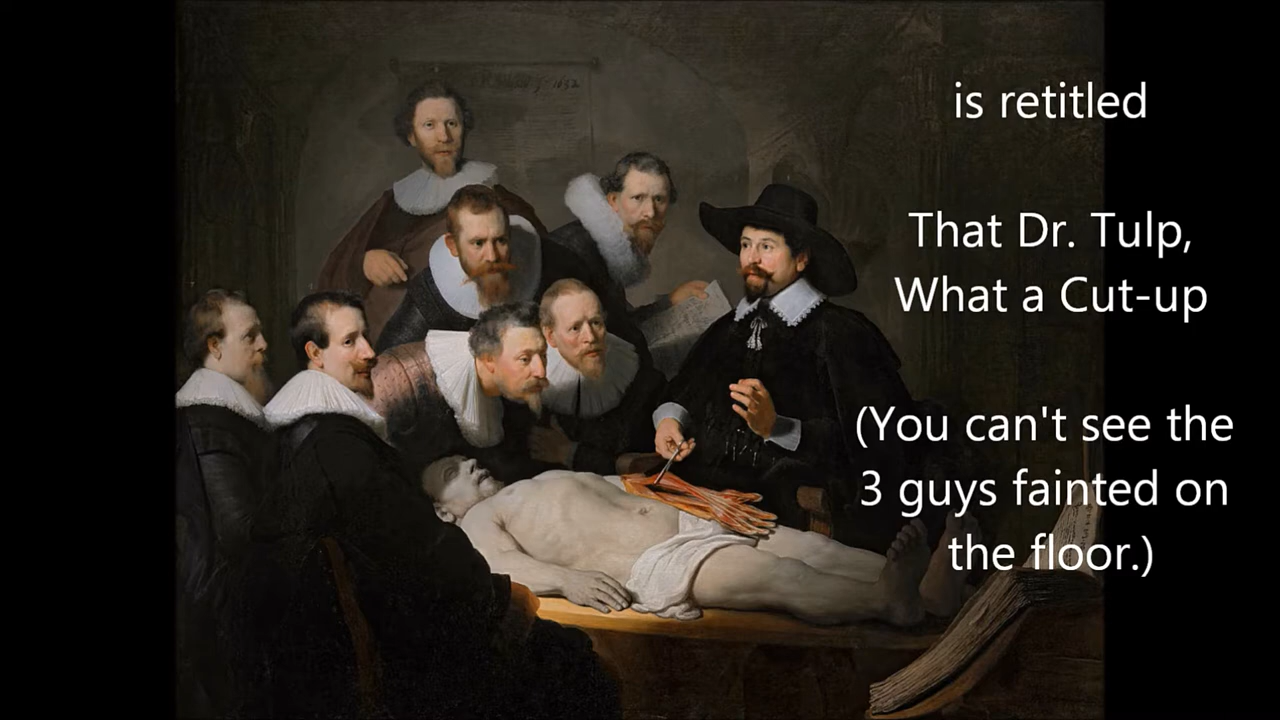 is retitled
That Dr. Tulp,
What a Cut-up
(You can't see the
3 guys fainted on
the floor.)